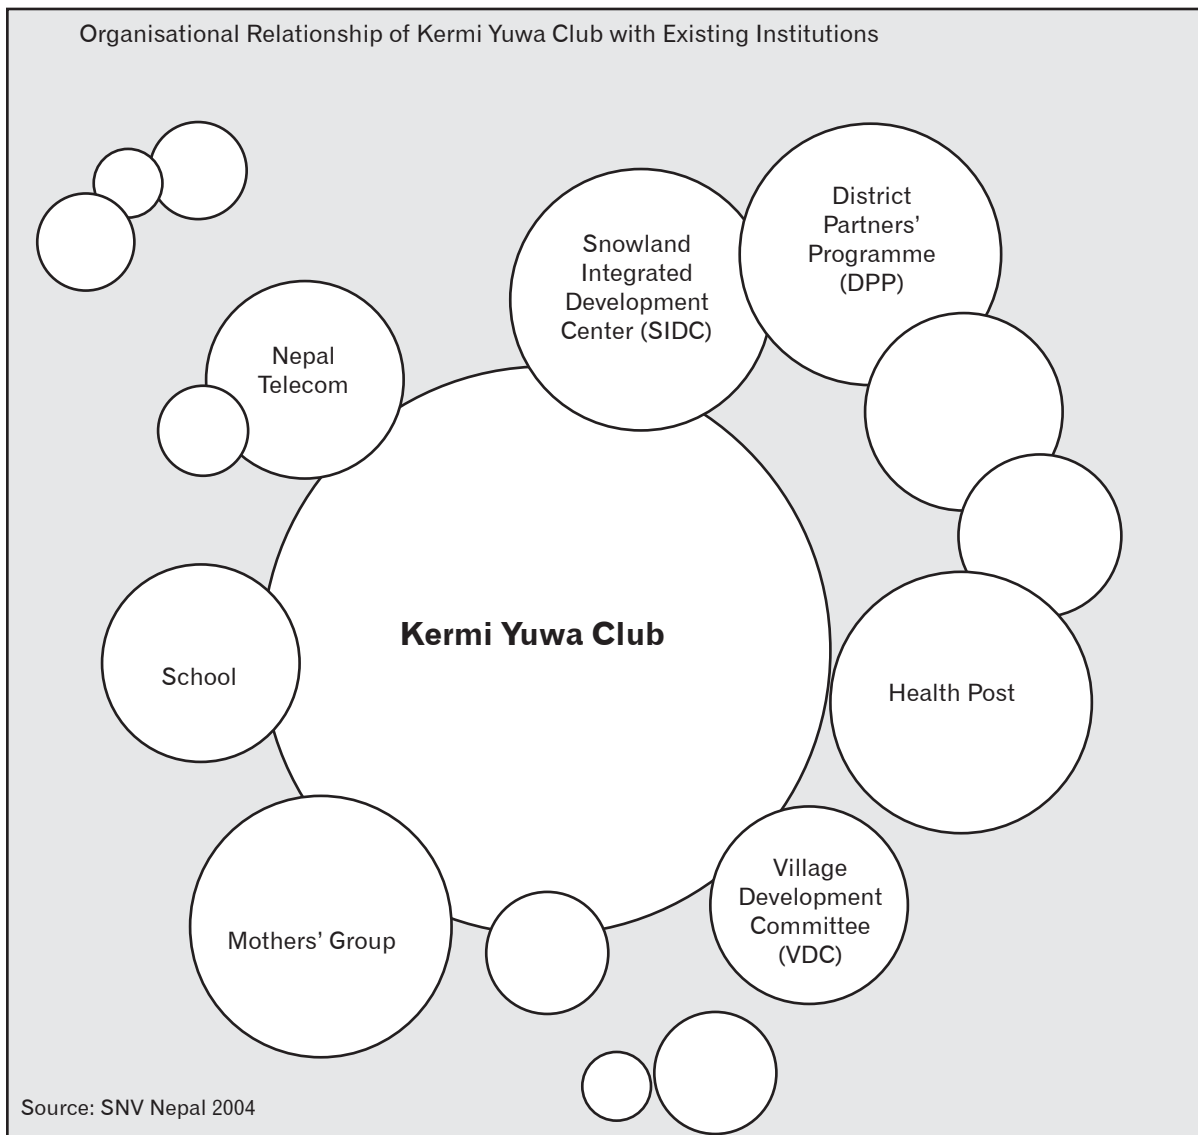 Organisational Relationship of Kermi Yuwa Club with Existing Institutions
District
Partners’
Programme
(DPP)
Snowland
Integrated
Development
Center (SIDC)
Nepal
Telecom
Kermi Yuwa Club
School
Health Post
Village
Development
Committee
(VDC)
Mothers’ Group
Source: SNV Nepal 2004